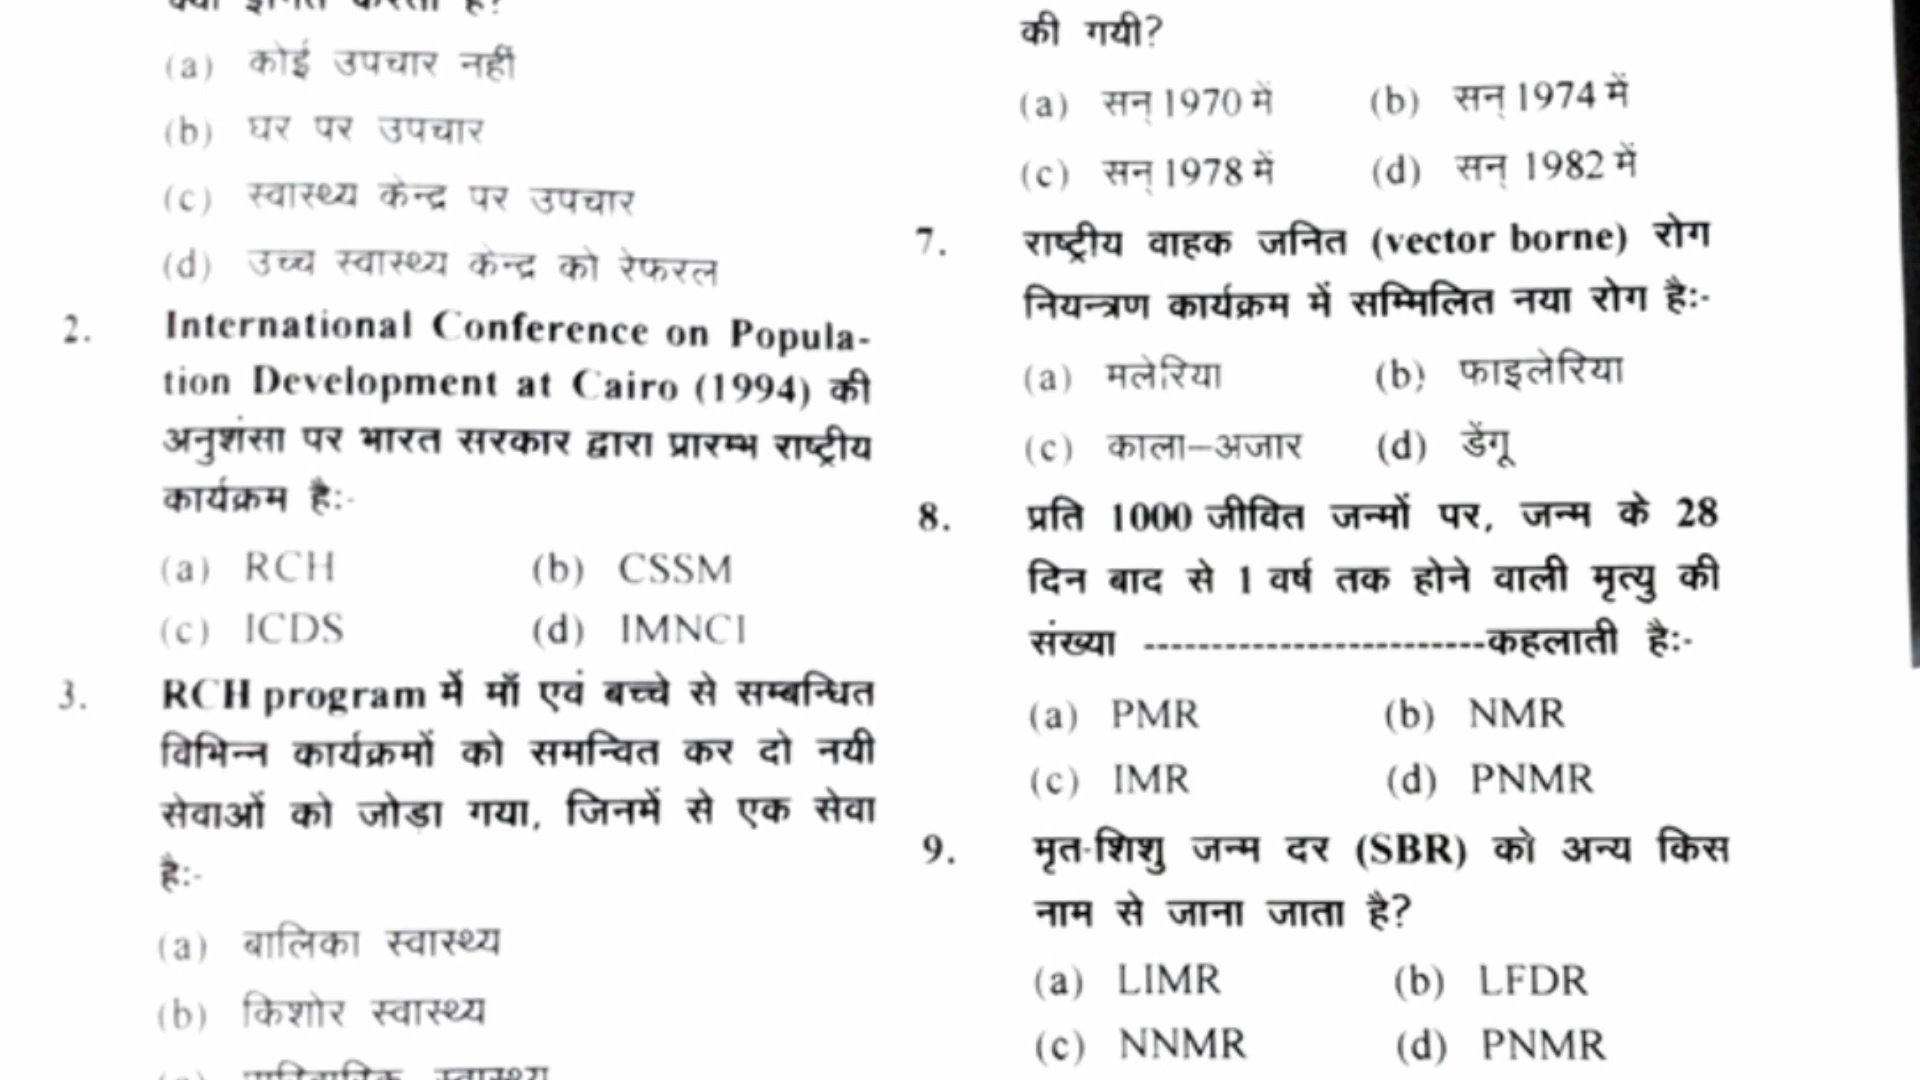 (a) कोई उपचार नहीं
(b) घर पर उपचार
(c) स्वास्थ्य केन्द्र पर उपचार
(d) उच्च स्वास्थ्य केन्द्र को रेफरल
2. International Conference on Popula-
tion Development at Cairo (1994) की
अनुशंसा पर भारत सरकार द्वारा प्रारम्भ राष्ट्रीय
कार्यक्रम है:-
(a) RCH (b) CSSM
(c) ICDS (d) IMNCI
3. RCH program में माँ एवं बच्चे से सम्बन्धित
विभिन्न कार्यक्रमों को समन्वित कर दो नयी
सेवाओं को जोडा गया, जिनमें से एक सेवा
है:-
(a) बालिका स्वास्थ्य
(b) किशोर स्वास्थ्य
की गयी?
(a) सन् 1970 में (b) सन् 1974 में
(c) सन् 1978 में (d) सन् 1982 में
7. राष्ट्रीय वाहक जनित (vector borne) रोग
नियन्त्रण कार्यक्रम में सम्मिलित नया रोग है:-
(a) मलेरिया (b) फाइलेरिया
(c) काला–अजार (d) डेंगू
8. प्रति 1000 जीवित जन्मों पर, जन्म के 28
दिन बाद से 1 वर्ष तक होने वाली मृत्यु की
संख्या -------------------------कहलाती है:-
(a) PMR (b) NMR
(c) IMR (d) PNMR
9. मृत-शिशु जन्म दर (SBR) को अन्य किस
नाम से जाना जाता है?
(a) LIMR (b) LFDR
(c) NNMR (d) PNMR